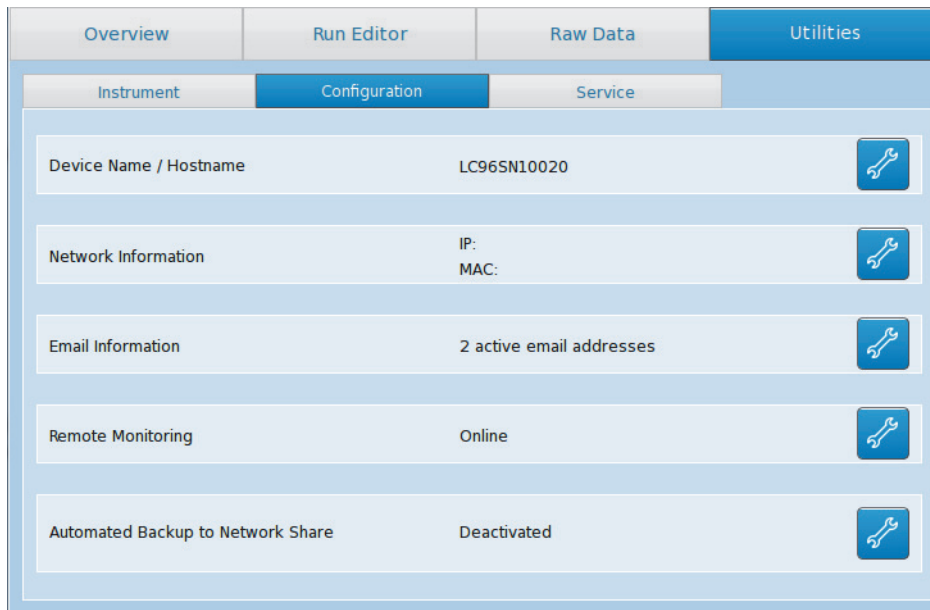 Overview Run Editor Raw Data Utilities
Instrument Configuration Service
Device Name / Hostname LC96SN10020
Network Information IP:
MAC:
Email Information 2 active email addresses
Remote Monitoring Online
Automated Backup to Network Share Deactivated